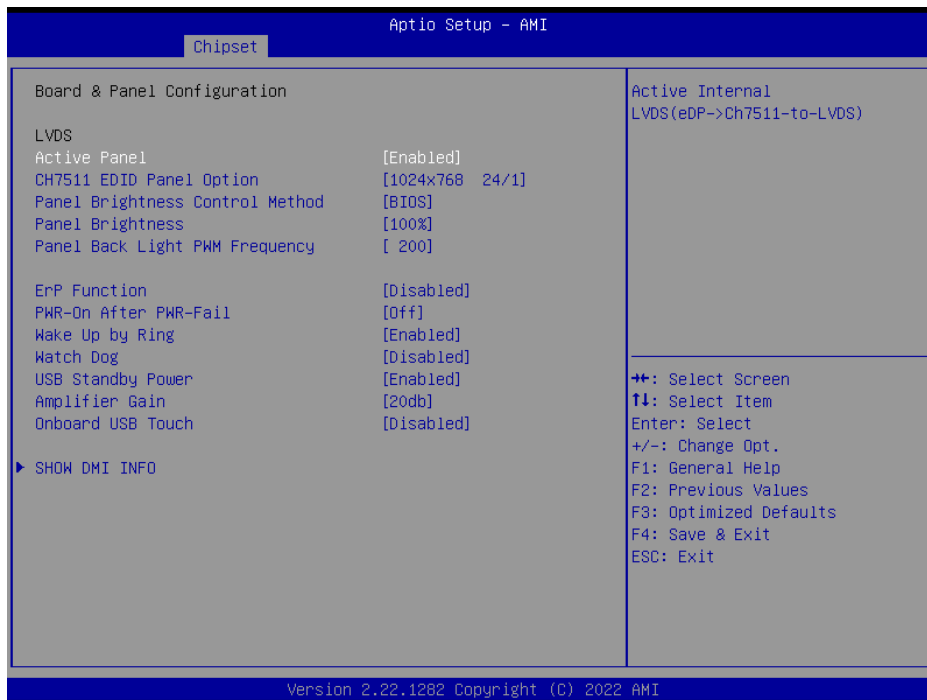 Aptio Setup – AMI
Chipset
Board & Panel Configuration
LVDS
Active Panel [Enabled]
CH7511 EDID Panel Option [1024x768  24/1]
Panel Brightness Control Method [BIOS]
Panel Brightness [100%]
Panel Back Light PWM Frequency [ 200]
ErP Function [Disabled]
PWR-On After PWR-Fail [Off]
Wake Up by Ring [Enabled]
Watch Dog [Disabled]
USB Standby Power [Enabled]
Amplifier Gain [20db]
Onboard USB Touch [Disabled]
▶ SHOW DMI INFO
Active Internal
LVDS(eDP->Ch7511-to-LVDS)
→←: Select Screen
↑↓: Select Item
Enter: Select
+/-: Change Opt.
F1: General Help
F2: Previous Values
F3: Optimized Defaults
F4: Save & Exit
ESC: Exit
Version 2.22.1282 Copyright (C) 2022 AMI